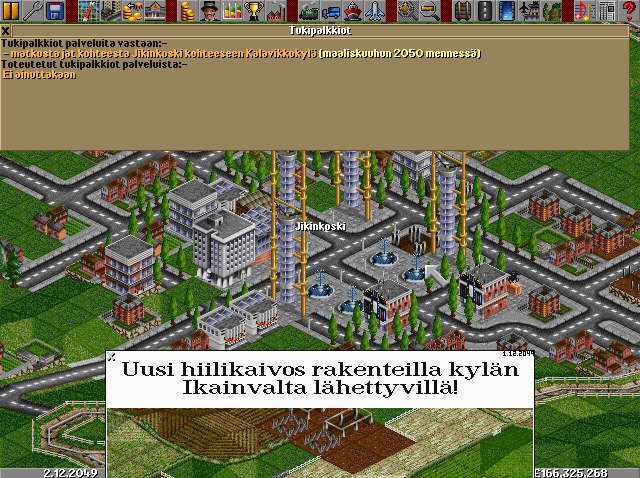 Tukipalkkiot
Tukipalkkiot palveluita vastaan:-
- matkustajat kohteesta Jikinkoski kohteeseen Kalavikkokylä (maaliskuuhun 2050 mennessä)
Toteutetut tukipalkkiot palveluista:-
Ei ainuttakaan
Jikinkoski
1.12.2049
Uusi hiilikaivos rakenteilla kylän
Ikainvalta lähettyvillä!
2.12.2049
£166,325,268